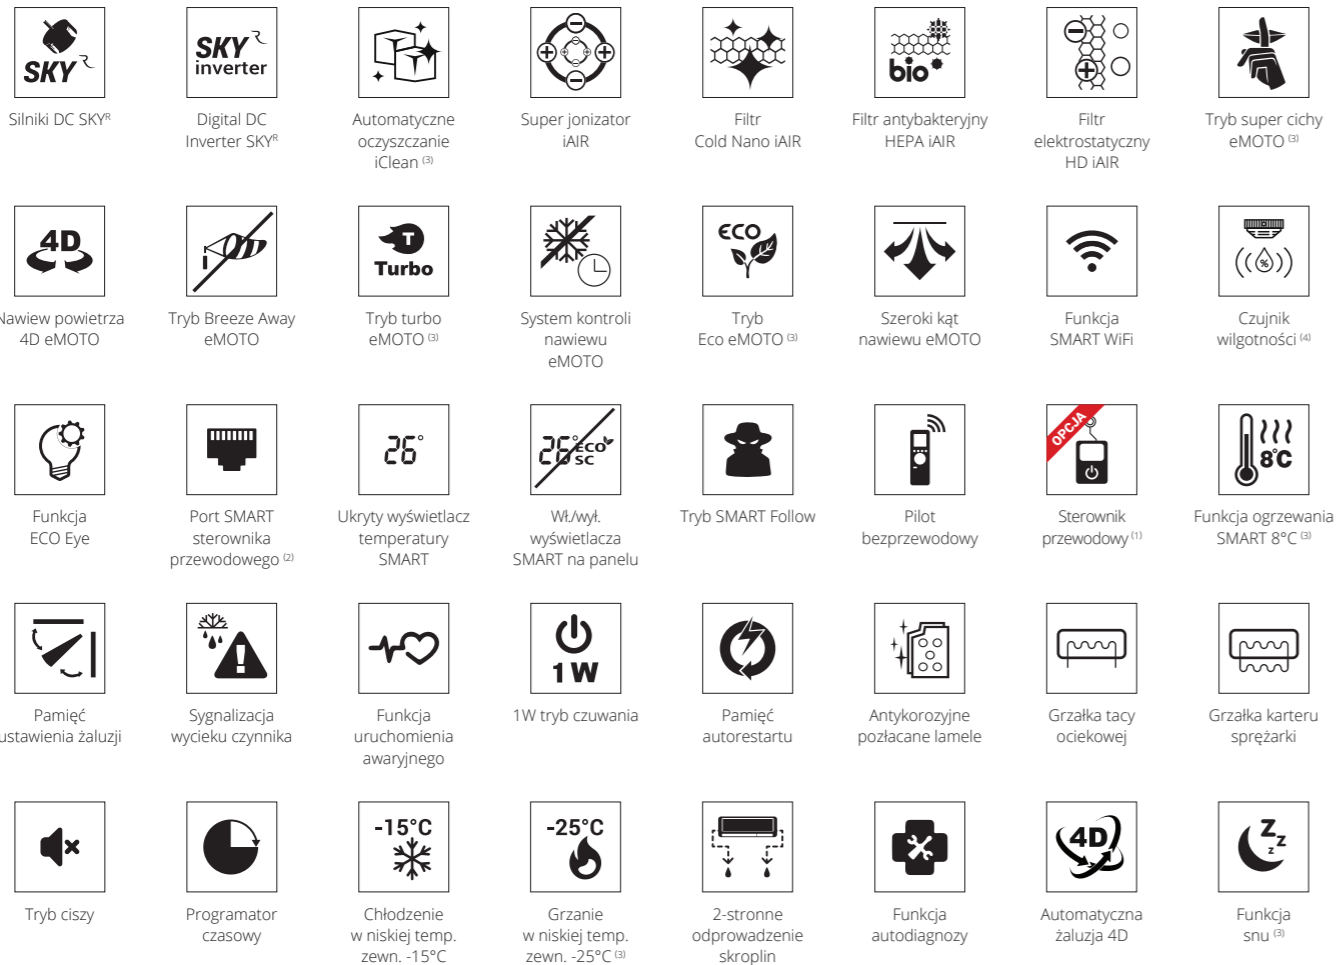 SKY R
Silniki DC SKYᴿ
SKY R
inverter
Digital DC
Inverter SKYᴿ
Automatyczne
oczyszczanie
iClean (3)
Super jonizator
iAIR
Filtr
Cold Nano iAIR
bio
Filtr antybakteryjny
HEPA iAIR
Filtr
elektrostatyczny
HD iAIR
Tryb super cichy
eMOTO (3)
4D
Nawiew powietrza
4D eMOTO
Tryb Breeze Away
eMOTO
T
Turbo
Tryb turbo
eMOTO (3)
System kontroli
nawiewu
eMOTO
ECO
Tryb
Eco eMOTO (3)
Szeroki kąt
nawiewu eMOTO
Funkcja
SMART WiFi
%
Czujnik
wilgotności (4)
Funkcja
ECO Eye
Port SMART
sterownika
przewodowego (2)
26°
Ukryty wyświetlacz
temperatury
SMART
26° ECO
SC
Wł./wył.
wyświetlacza
SMART na panelu
Tryb SMART Follow
Pilot
bezprzewodowy
OPCJA
Sterownik
przewodowy (1)
8°C
Funkcja ogrzewania
SMART 8°C (3)
Pamięć
ustawienia żaluzji
Sygnalizacja
wycieku czynnika
Funkcja
uruchomienia
awaryjnego
1W
1W tryb czuwania
Pamięć
autorestartu
Antykorozyjne
pozłacane lamele
Grzałka tacy
ociekowej
Grzałka karteru
sprężarki
Tryb ciszy
Programator
czasowy
-15°C
Chłodzenie
w niskiej temp.
zewn. -15°C
-25°C
Grzanie
w niskiej temp.
zewn. -25°C (3)
2-stronne
odprowadzenie
skroplin
Funkcja
autodiagnozy
4D
Automatyczna
żaluzja 4D
Z z z
Funkcja
snu (3)